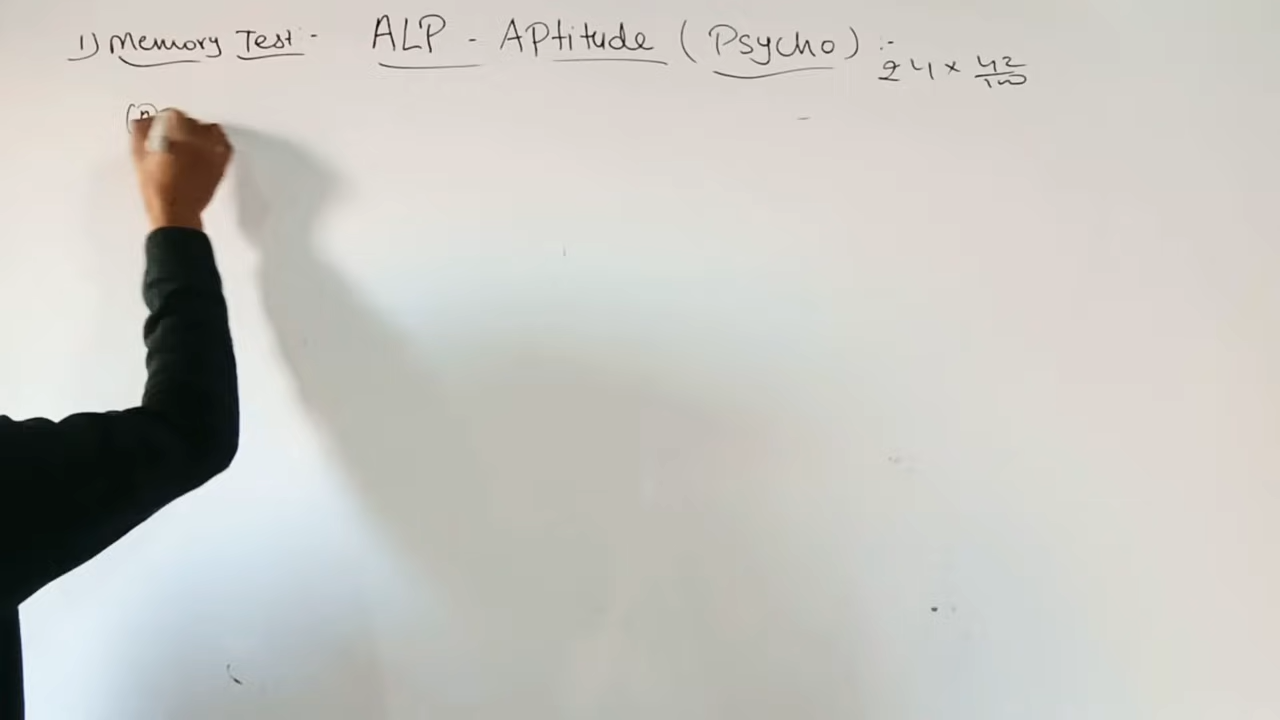 1) Memory Test:- ALP - APtitude (Psycho) :-
24 × 42/100